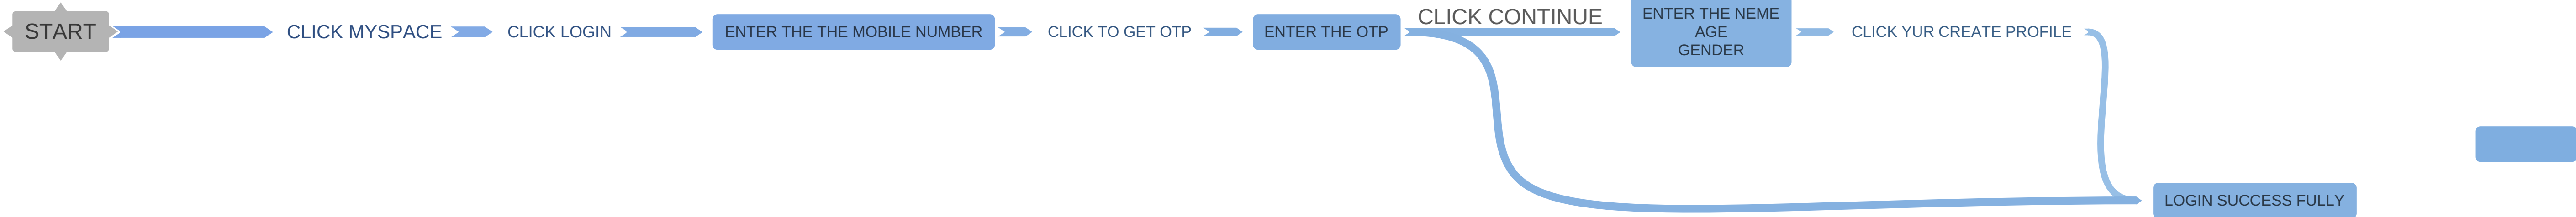 START
CLICK MYSPACE
CLICK LOGIN
ENTER THE THE MOBILE NUMBER
CLICK TO GET OTP
ENTER THE OTP
CLICK CONTINUE
ENTER THE NEME
AGE
GENDER
CLICK YUR CREATE PROFILE
LOGIN SUCCESS FULLY